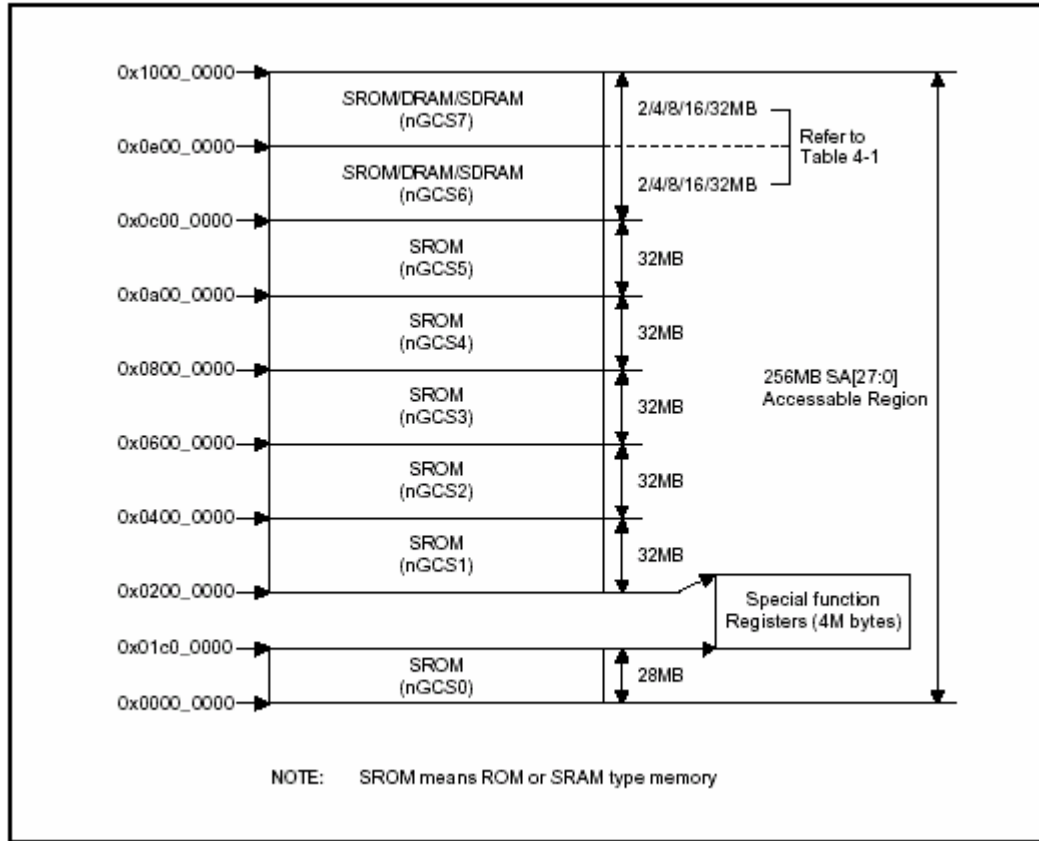 0x1000_0000
SROM/DRAM/SDRAM
(nGCS7)
2/4/8/16/32MB
Refer to
Table 4-1
0x0e00_0000
SROM/DRAM/SDRAM
(nGCS6)
2/4/8/16/32MB
0x0c00_0000
SROM
(nGCS5)
32MB
0x0a00_0000
SROM
(nGCS4)
32MB
0x0800_0000
256MB SA[27:0]
Accessable Region
SROM
(nGCS3)
32MB
0x0600_0000
SROM
(nGCS2)
32MB
0x0400_0000
SROM
(nGCS1)
32MB
0x0200_0000
Special function
Registers (4M bytes)
0x01c0_0000
SROM
(nGCS0)
28MB
0x0000_0000
NOTE: SROM means ROM or SRAM type memory